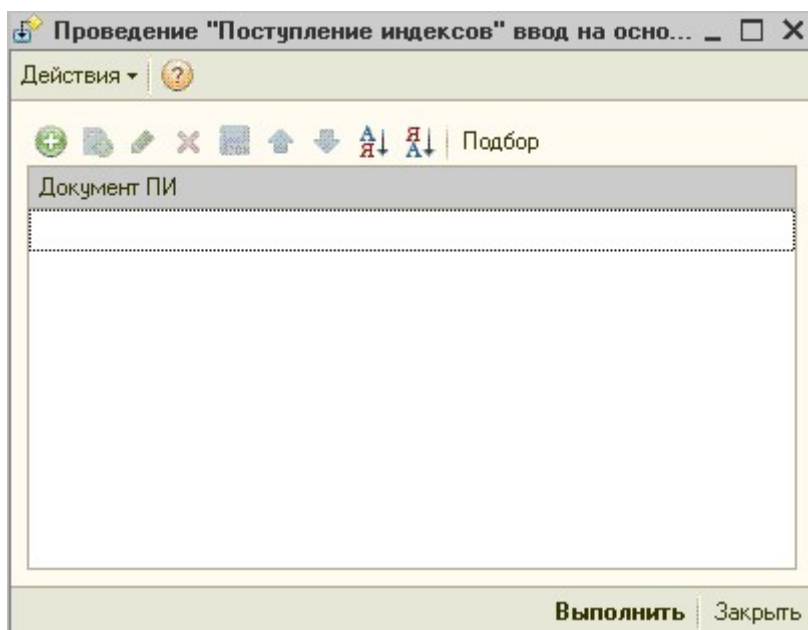 Проведение "Поступление индексов" ввод на осно...
Действия
Подбор
Документ ПИ
Выполнить Закрыть